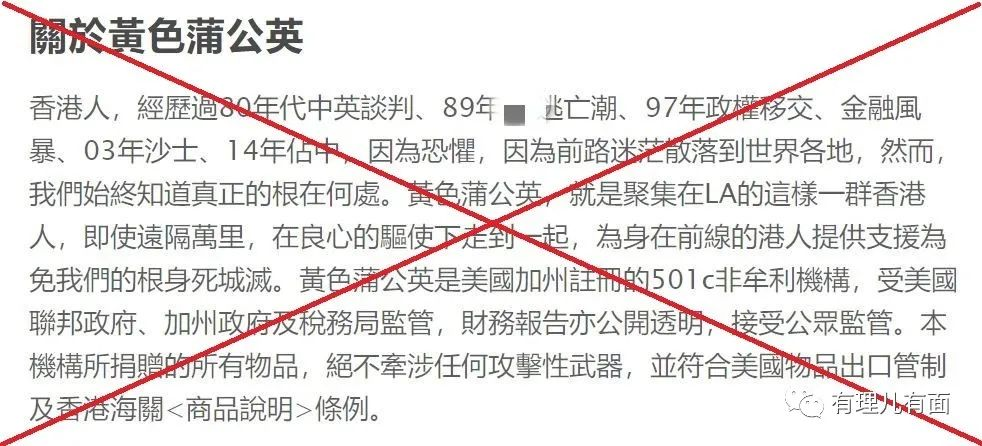 關於黃色蒲公英
香港人，經歷過80年代中英談判、89年 逃亡潮、97年政權移交、金融風
暴、03年沙士、14年佔中，因為恐懼，因為前路迷茫散落到世界各地，然而，
我們始終知道真正的根在何處。黃色蒲公英，就是聚集在LA的這樣一群香港
人，即使遠隔萬里，在良心的驅使下走到一起，為身在前線的港人提供支援為
免我們的根身死城滅。黃色蒲公英是美國加州註冊的501c非牟利機構，受美國
聯邦政府、加州政府及稅務局監管，財務報告亦公開透明，接受公眾監管。本
機構所捐贈的所有物品，絕不牽涉任何攻擊性武器，並符合美國物品出口管制
及香港海關<商品說明>條例。
有理儿有面